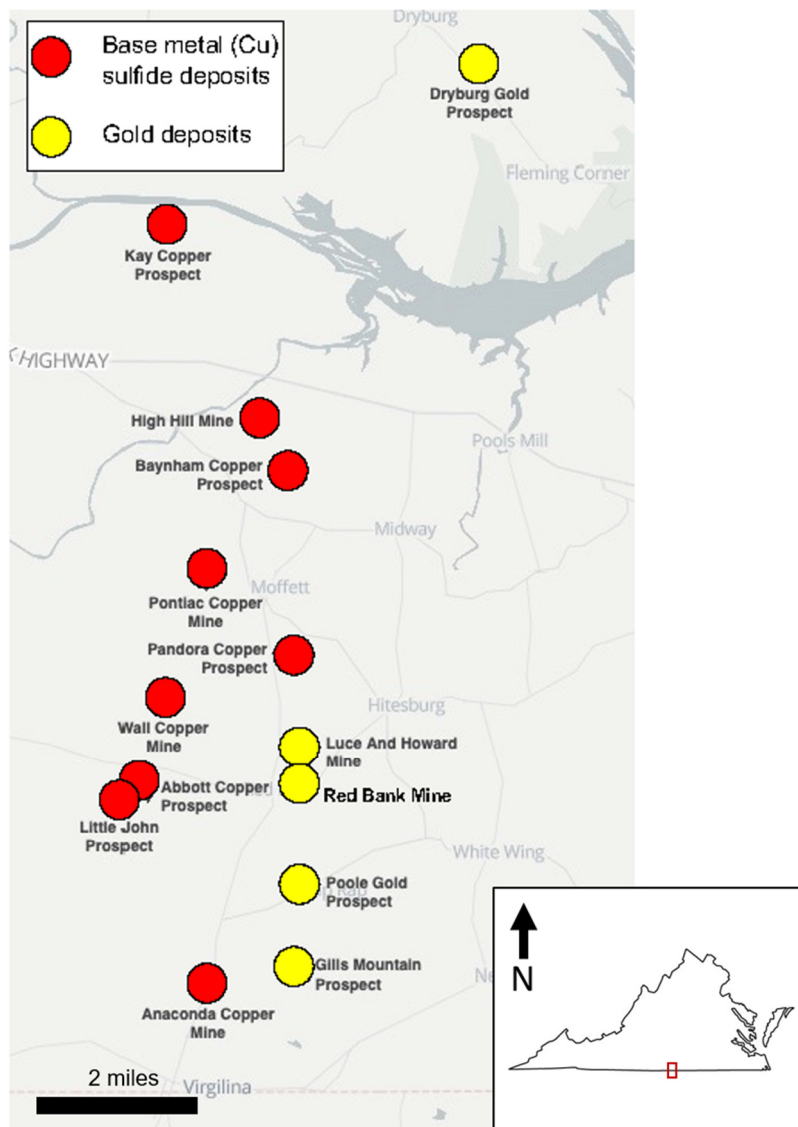 Dryburg
Base metal (Cu)
sulfide deposits
Gold deposits
Dryburg Gold
Prospect
Fleming Corner
Kay Copper
Prospect
HIGHWAY
High Hill Mine
Pools Mill
Baynham Copper
Prospect
Midway
Moffett
Pontiac Copper
Mine
Pandora Copper
Prospect
Hitesburg
Wall Copper
Mine
Luce And Howard
Mine
Abbott Copper
Prospect
Red Bank Mine
Little John
Prospect
White Wing
Poole Gold
Prospect
Gills Mountain
Prospect
Ne
Anaconda Copper
Mine
N
2 miles
Virgilina